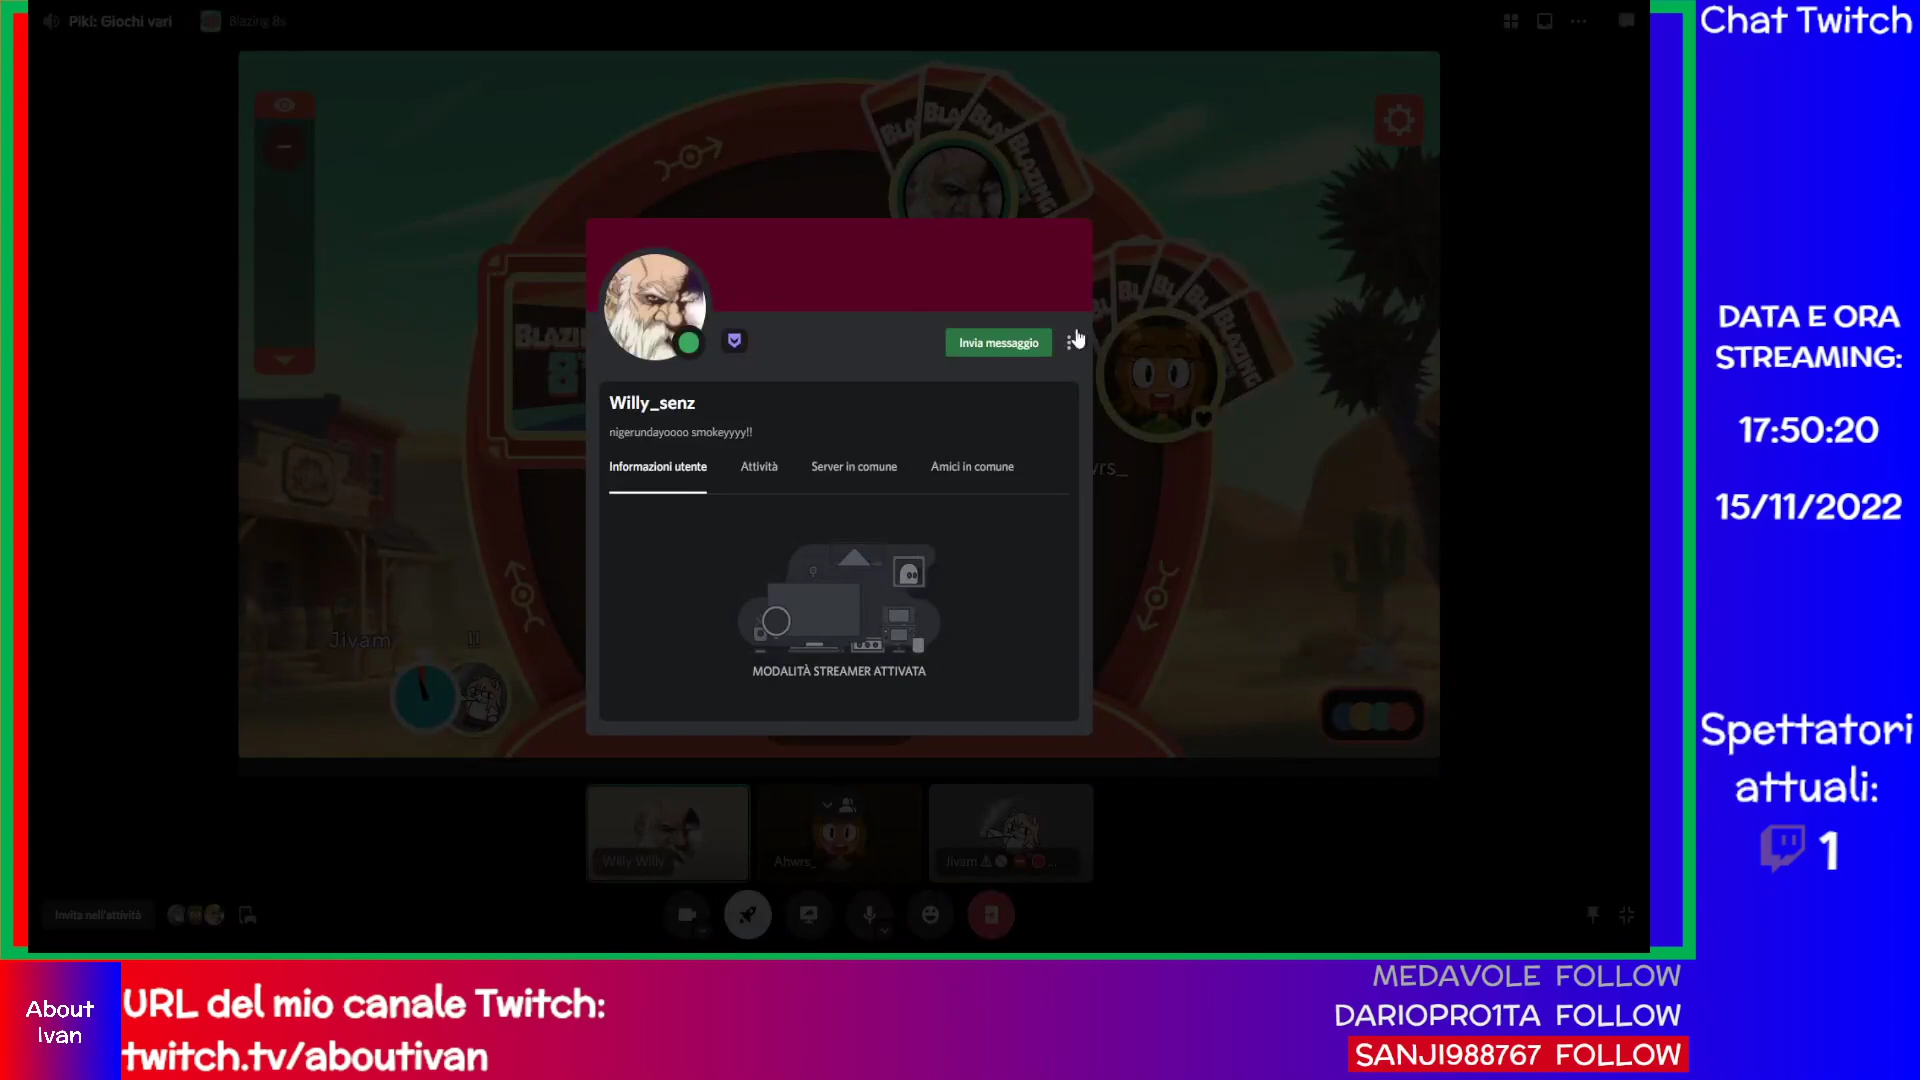 Piki: Giochi vari
Blazing 8s
Chat Twitch
BLAZING
BLAZING
Invia messaggio
Willy_senz
nigerundayoooo smokeyyyy!!
Informazioni utente
Attività
Server in comune
Amici in comune
MODALITÀ STREAMER ATTIVATA
Jivam
!!
DATA E ORA
STREAMING:
17:50:20
15/11/2022
Spettatori
attuali:
1
Willy Willy
Ahwrs_
Jivam
Invita nell'attività
About
Ivan
URL del mio canale Twitch:
twitch.tv/aboutivan
MEDAVOLE FOLLOW
DARIOPRO1TA FOLLOW
SANJI988767 FOLLOW